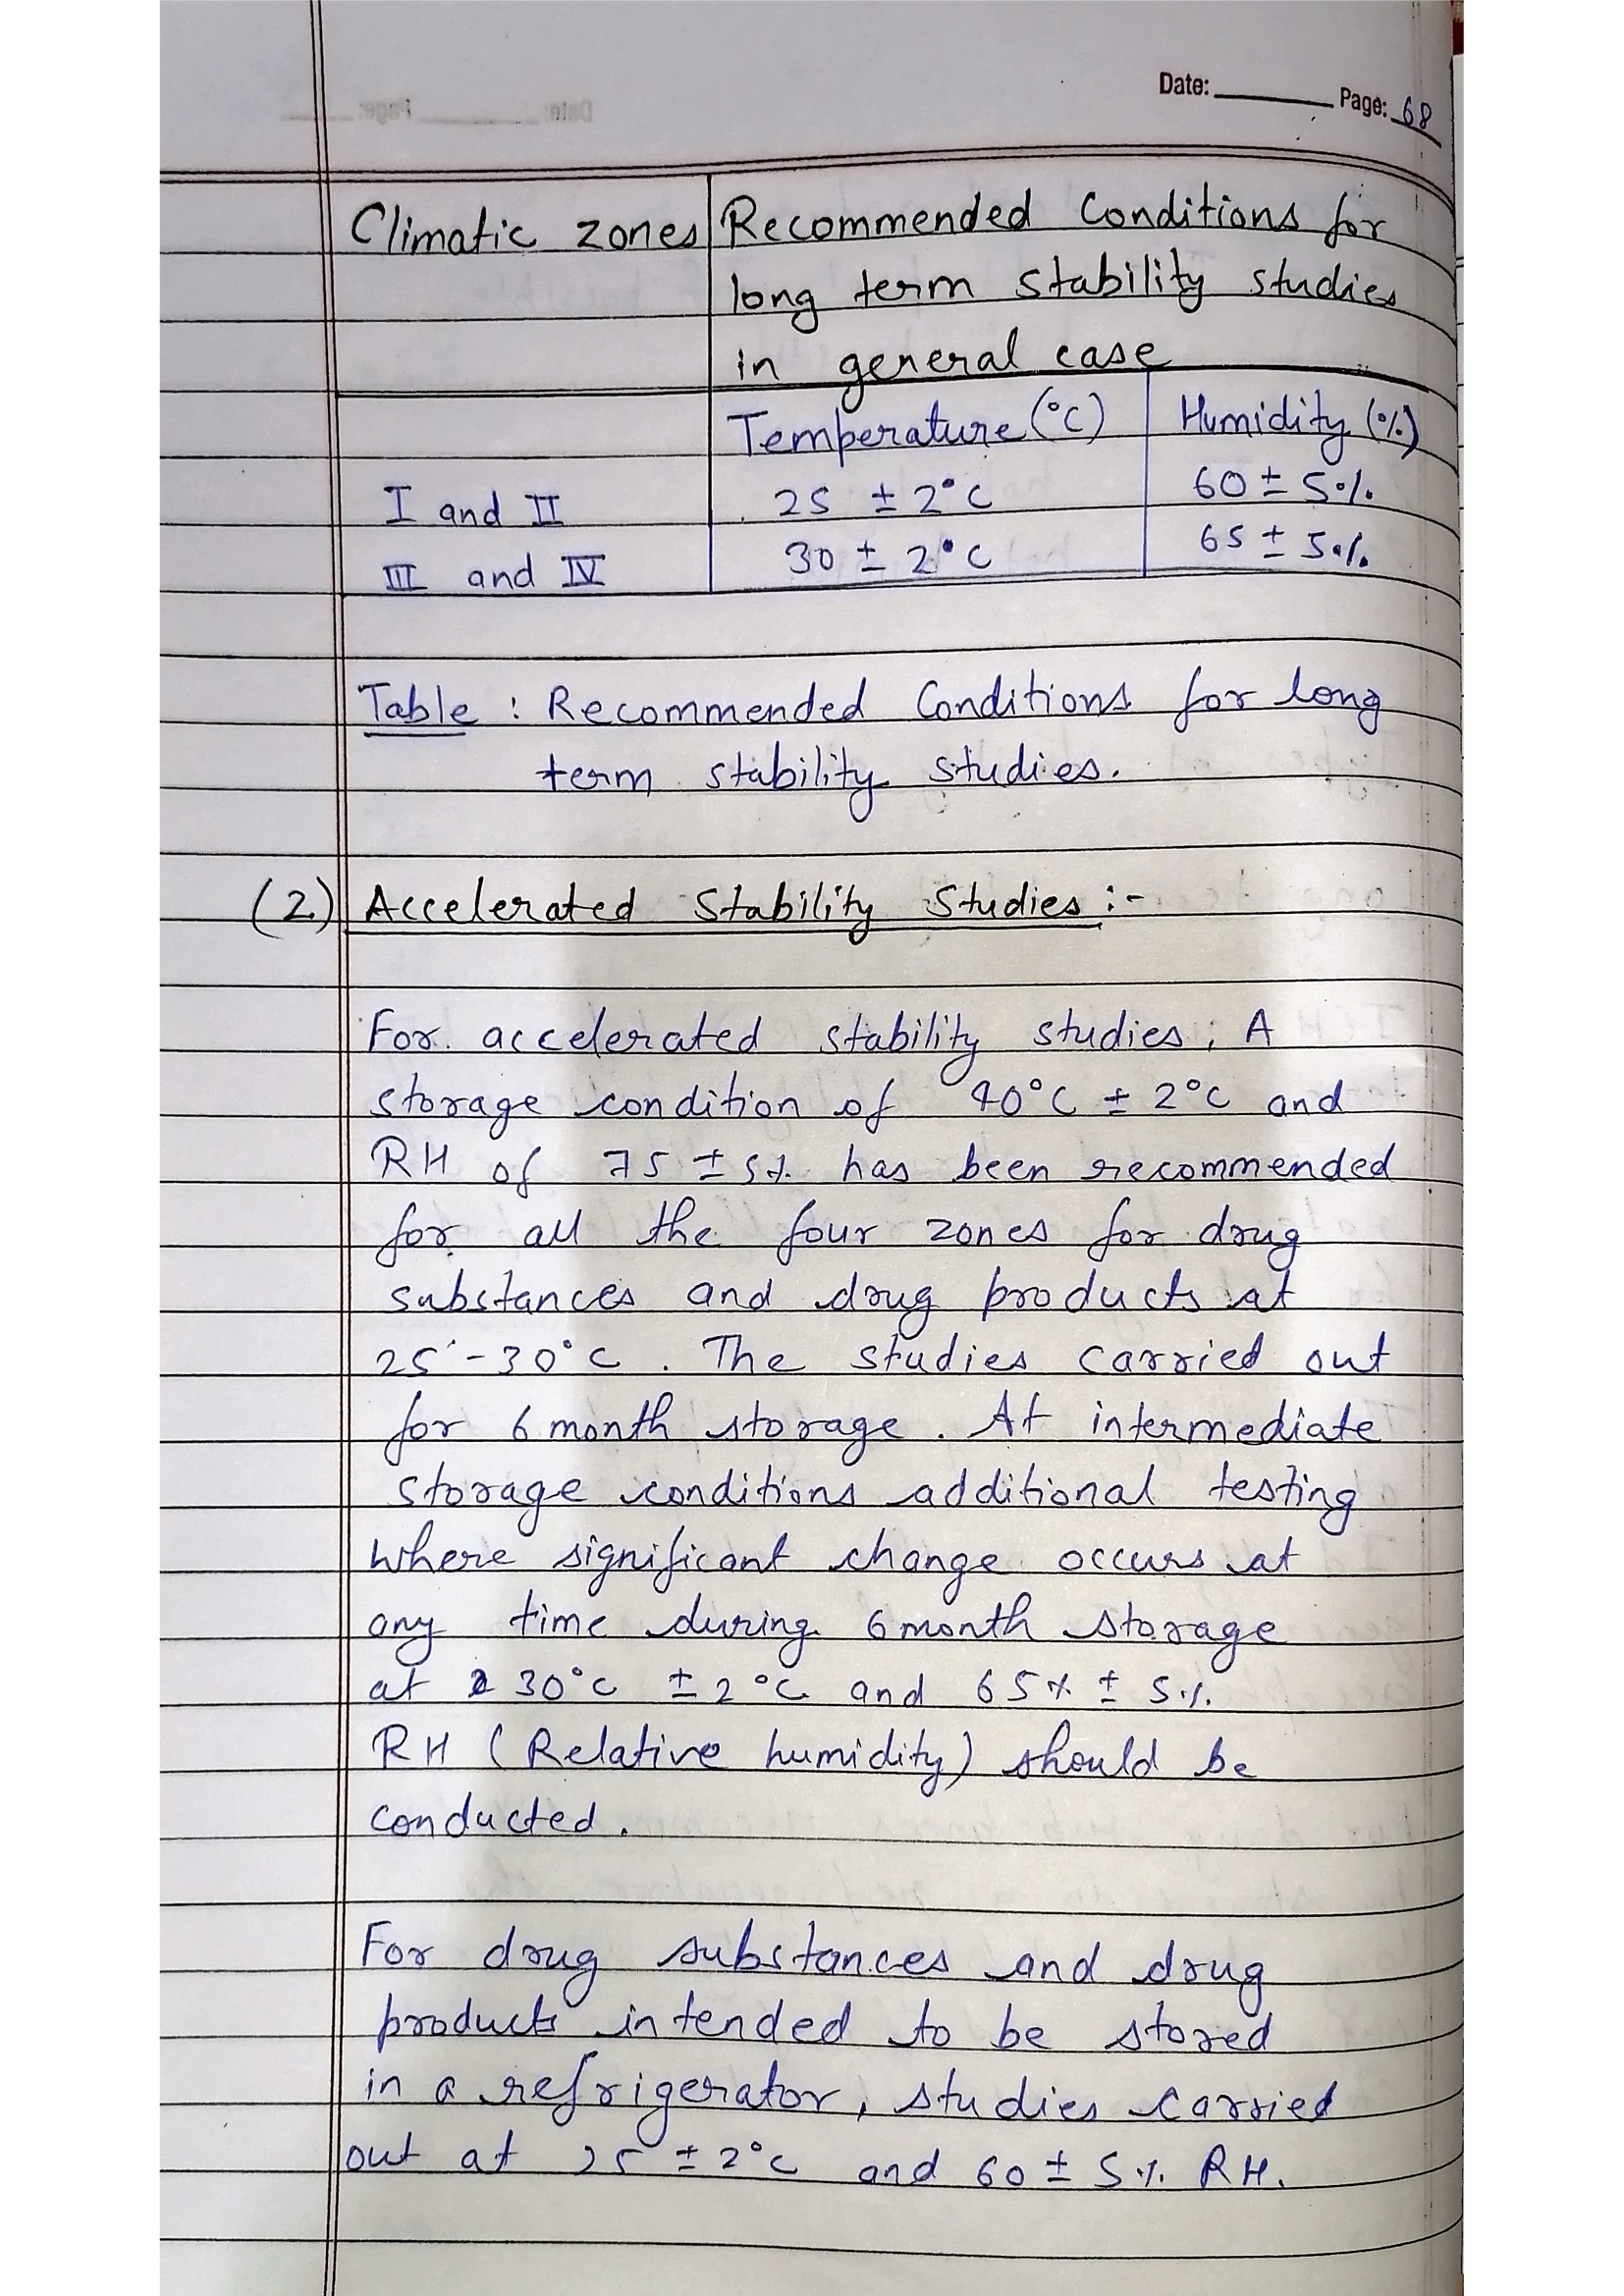 Date: ________ Page: 68
Climatic zones Recommended Conditions for
long term stability studies
in general case
Temperature (°C) Humidity (%)
I and II 25 ± 2°C 60 ± 5%
III and IV 30 ± 2°C 65 ± 5%
Table : Recommended Conditions for long
term stability studies.
(2) Accelerated Stability Studies :-
For accelerated stability studies; A
storage condition of 40°C ± 2°C and
RH of 75 ± 5% has been recommended
for all the four zones for drug
substances and drug products at
25 - 30°C . The studies carried out
for 6 month storage . At intermediate
storage conditions additional testing
where significant change occurs at
any time during 6 month storage
at 30°C ± 2°C and 65% ± 5%
RH (Relative humidity) should be
conducted .
For drug substances and drug
products intended to be stored
in a refrigerator, studies carried
out at 25 ± 2°C and 60 ± 5% RH.